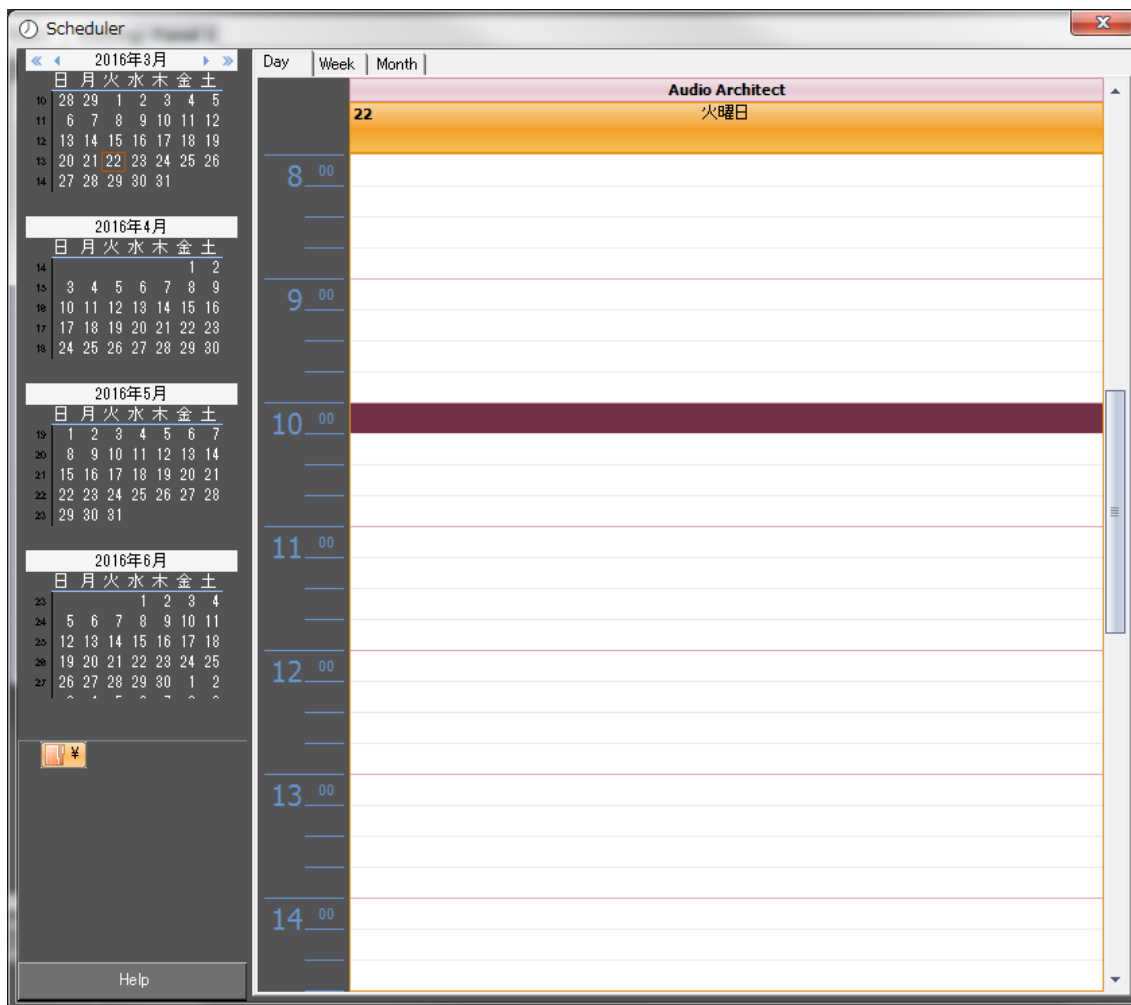 Scheduler
2016年3月
日 月 火 水 木 金 土
10 28 29 1 2 3 4 5
11 6 7 8 9 10 11 12
12 13 14 15 16 17 18 19
13 20 21 22 23 24 25 26
14 27 28 29 30 31
2016年4月
日 月 火 水 木 金 土
14 1 2
15 3 4 5 6 7 8 9
16 10 11 12 13 14 15 16
17 17 18 19 20 21 22 23
18 24 25 26 27 28 29 30
2016年5月
日 月 火 水 木 金 土
19 1 2 3 4 5 6 7
20 8 9 10 11 12 13 14
21 15 16 17 18 19 20 21
22 22 23 24 25 26 27 28
23 29 30 31
2016年6月
日 月 火 水 木 金 土
23 1 2 3 4
24 5 6 7 8 9 10 11
25 12 13 14 15 16 17 18
26 19 20 21 22 23 24 25
27 26 27 28 29 30 1 2
¥
Help
Day Week Month
Audio Architect
22 火曜日
8 00
9 00
10 00
11 00
12 00
13 00
14 00